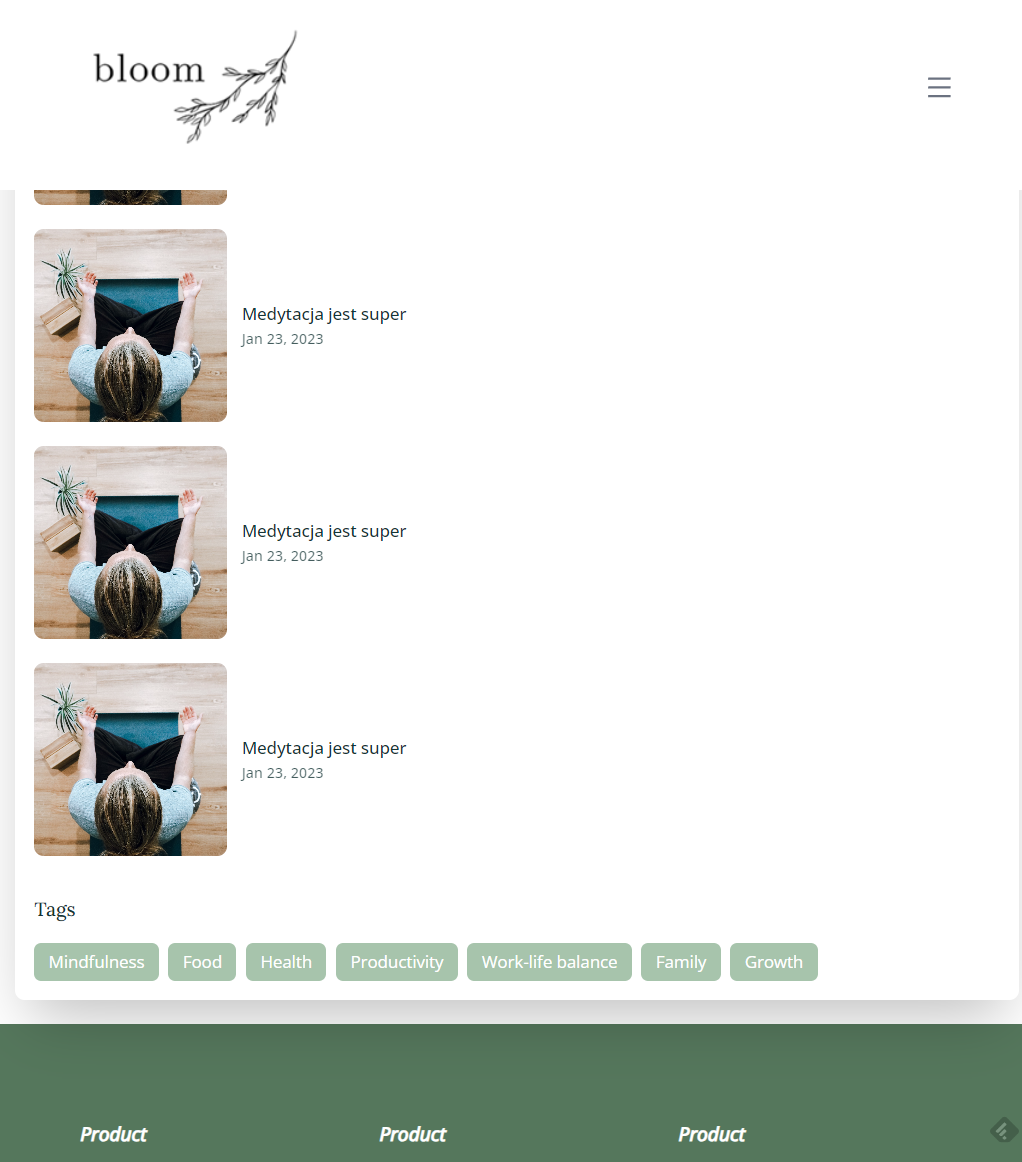 bloom
Medytacja jest super
Jan 23, 2023
Medytacja jest super
Jan 23, 2023
Medytacja jest super
Jan 23, 2023
Tags
Mindfulness Food Health Productivity Work-life balance Family Growth
Product Product Product